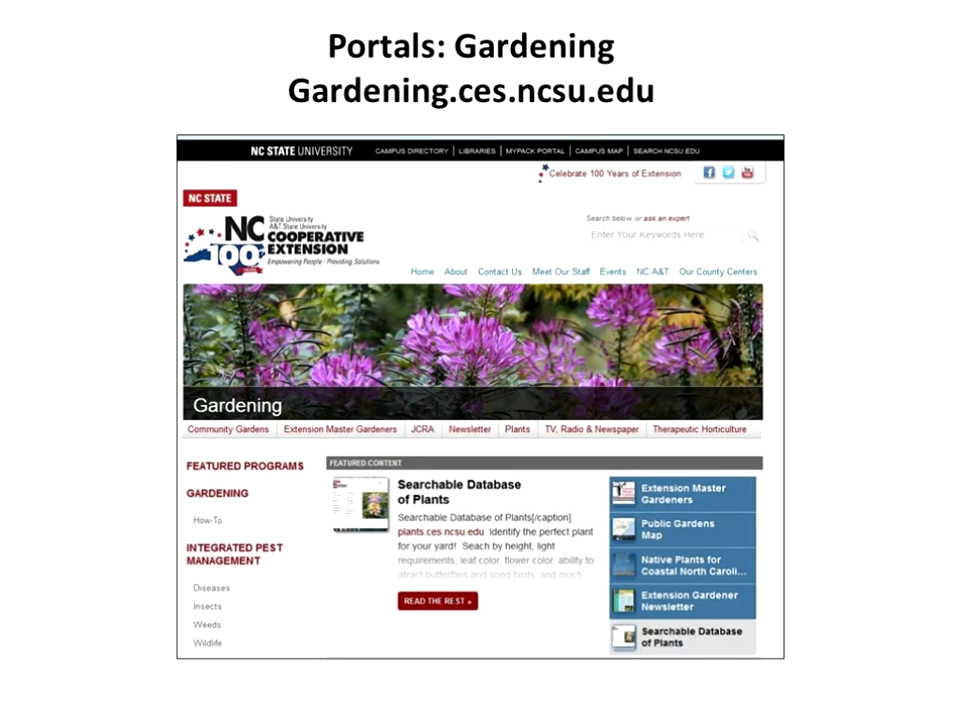 Portals: Gardening
Gardening.ces.ncsu.edu
NC STATE UNIVERSITY
CAMPUS DIRECTORY | LIBRARIES | MYPACK PORTAL | CAMPUS MAP | SEARCH NCSU.EDU
Celebrate 100 Years of Extension
NC STATE
NC State University
A&T State University
COOPERATIVE
EXTENSION
100
Empowering People · Providing Solutions
Search below or ask an expert
Enter Your Keywords Here
Home About Contact Us Meet Our Staff Events NC A&T Our County Centers
Gardening
Community Gardens Extension Master Gardeners JCRA Newsletter Plants TV, Radio & Newspaper Therapeutic Horticulture
FEATURED PROGRAMS
GARDENING
How-To
INTEGRATED PEST
MANAGEMENT
Diseases
Insects
Weeds
Wildlife
FEATURED CONTENT
Searchable Database
of Plants
Searchable Database of Plants[/caption]
plants.ces.ncsu.edu Identify the perfect plant
for your yard! Seach by height, light
requirements, leaf color, flower color, ability to
attract butterflies and song birds, and much
READ THE REST »
Extension Master
Gardeners
Public Gardens
Map
Native Plants for
Coastal North Caroli...
Extension Gardener
Newsletter
Searchable Database
of Plants